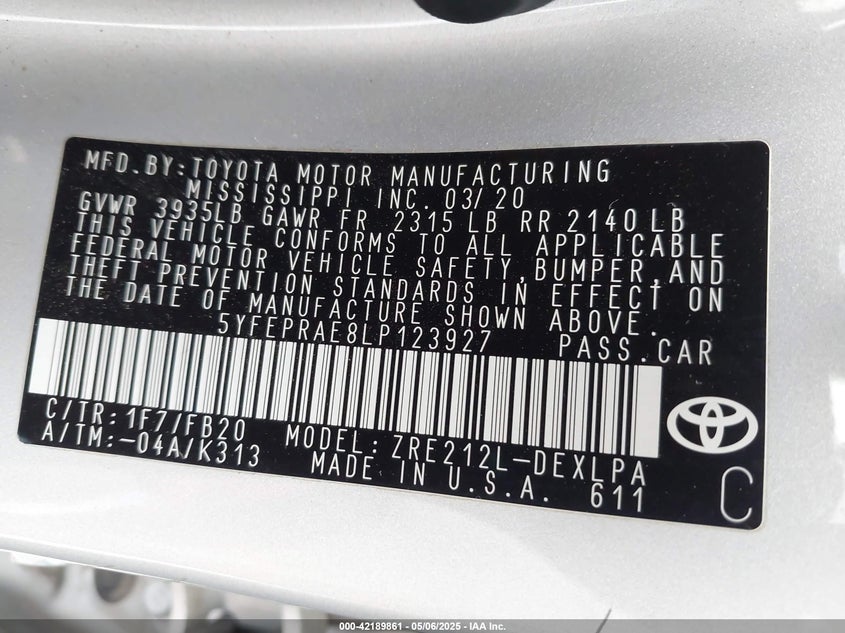 MFD.BY:TOYOTA MOTOR MANUFACTURING
MISSISSIPPI INC. 03/20
GVWR 3935LB GAWR FR 2315 LB RR 2140LB
THIS VEHICLE CONFORMS TO ALL APPLICABLE
FEDERAL MOTOR VEHICLE SAFETY,BUMPER,AND
THEFT PREVENTION STANDARDS IN EFFECT ON
THE DATE OF MANUFACTURE SHOWN ABOVE.
5YFEPRAE8LP123927 PASS.CAR
C/TR:1F7/FB20 MODEL:ZRE212L-DEXLPA
A/TM:-04A/K313 MADE IN U.S.A. 611
C
000-42189861 - 05/06/2025 - IAA Inc.